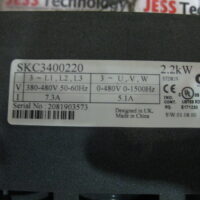 JESS Technology
JESS
SKC3400220
2.2kW
3 ~ L1, L2, L3
3 ~ U, V, W
V
380-480V 50-60Hz
0-480V 0-1500Hz
I
7.3A
5.1A
Serial No: 2081903573
Designed in UK.
Made in China.